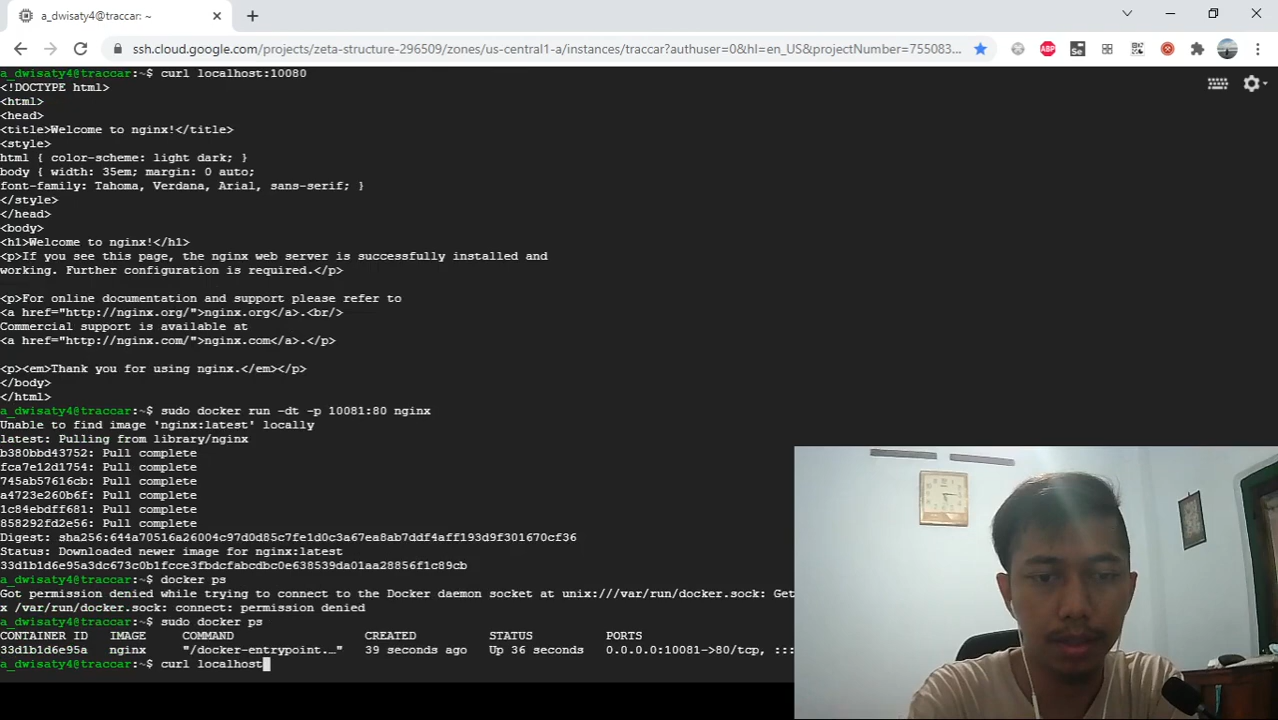 a_dwisaty4@traccar: ~
ssh.cloud.google.com/projects/zeta-structure-296509/zones/us-central1-a/instances/traccar?authuser=0&hl=en_US&projectNumber=755083...
ABP
Se
a_dwisaty4@traccar:~$ curl localhost:10080
<!DOCTYPE html>
<html>
<head>
<title>Welcome to nginx!</title>
<style>
html { color-scheme: light dark; }
body { width: 35em; margin: 0 auto;
font-family: Tahoma, Verdana, Arial, sans-serif; }
</style>
</head>
<body>
<h1>Welcome to nginx!</h1>
<p>If you see this page, the nginx web server is successfully installed and
working. Further configuration is required.</p>
<p>For online documentation and support please refer to
<a href="http://nginx.org/">nginx.org</a>.<br/>
Commercial support is available at
<a href="http://nginx.com/">nginx.com</a>.</p>
<p><em>Thank you for using nginx.</em></p>
</body>
</html>
a_dwisaty4@traccar:~$ sudo docker run -dt -p 10081:80 nginx
Unable to find image 'nginx:latest' locally
latest: Pulling from library/nginx
b380bbd43752: Pull complete
fca7e12d1754: Pull complete
745ab57616cb: Pull complete
a4723e260b6f: Pull complete
1c84ebdff681: Pull complete
858292fd2e56: Pull complete
Digest: sha256:644a70516a26004c97d0d85c7fe1d0c3a67ea8ab7ddf4aff193d9f301670cf36
Status: Downloaded newer image for nginx:latest
33d1b1d6e95a3dc673c0b1fcce3fbdcfabcdbc0e638539da01aa28856f1c89cb
a_dwisaty4@traccar:~$ docker ps
Got permission denied while trying to connect to the Docker daemon socket at unix:///var/run/docker.sock: Get
x /var/run/docker.sock: connect: permission denied
a_dwisaty4@traccar:~$ sudo docker ps
CONTAINER ID IMAGE COMMAND CREATED STATUS PORTS
33d1b1d6e95a nginx "/docker-entrypoint.…" 39 seconds ago Up 36 seconds 0.0.0.0:10081->80/tcp, :::
a_dwisaty4@traccar:~$ curl localhost